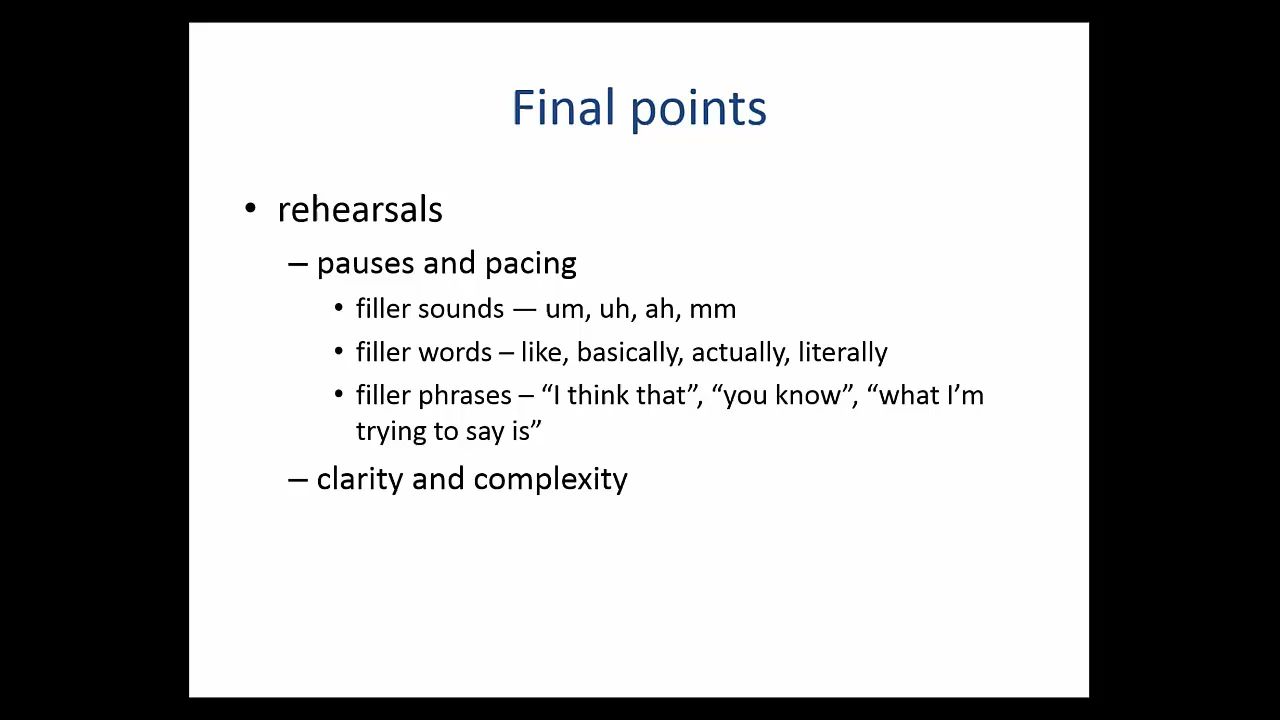 Final points
• rehearsals
– pauses and pacing
• filler sounds — um, uh, ah, mm
• filler words – like, basically, actually, literally
• filler phrases – “I think that”, “you know”, “what I’m
trying to say is”
– clarity and complexity